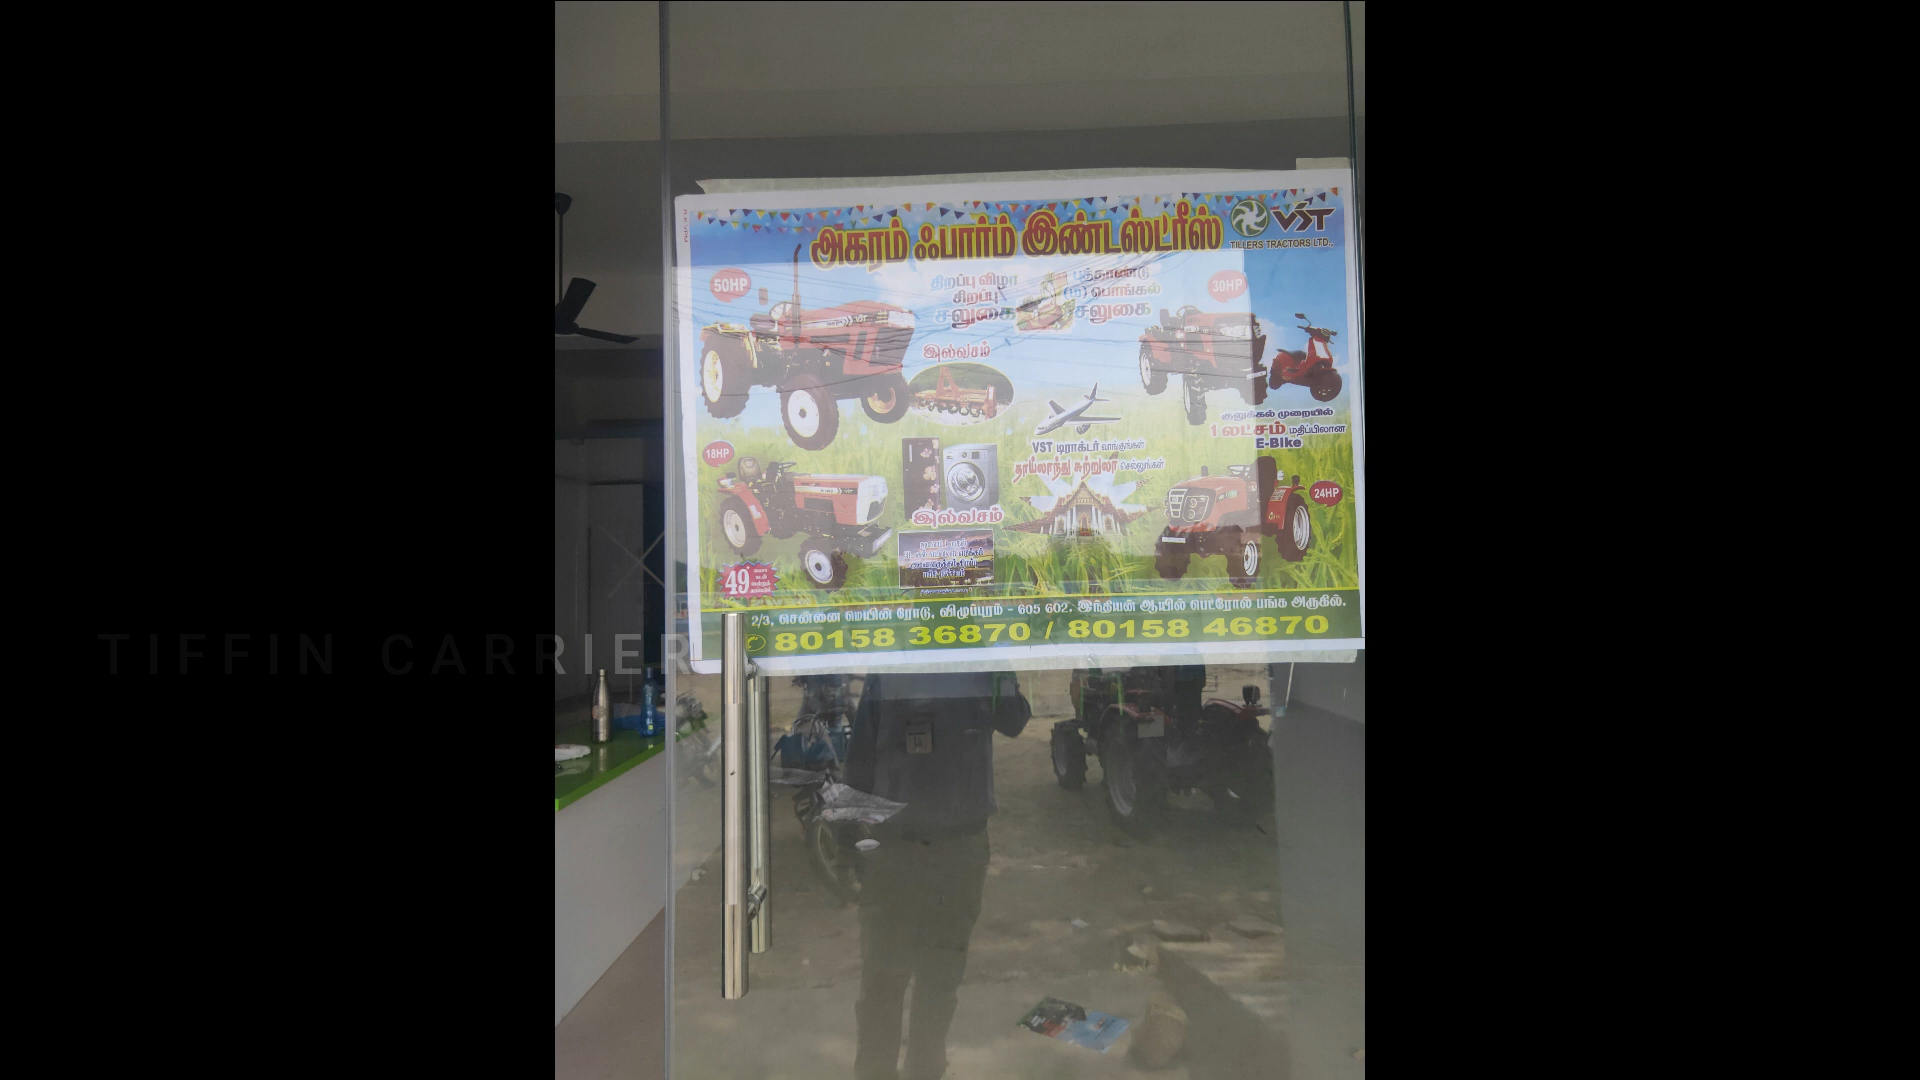 அகரம் ஃபார்ம் இண்டஸ்ட்ரீஸ்
VST
TILLERS TRACTORS LTD.,
50HP
திறப்பு விழா
சிறப்பு
சலுகை
புத்தாண்டு
(ம) பொங்கல்
சலுகை
30HP
இலவசம்
குலுக்கல் முறையில்
1 லட்சம் மதிப்பிலான
E-Bike
18HP
VST டிராக்டர் வாங்குங்கள்
தாய்லாந்து சுற்றுலா செல்லுங்கள்
24HP
இலவசம்
49
2/3, சென்னை மெயின் ரோடு, விழுப்புரம் - 605 602. இந்தியன் ஆயில் பெட்ரோல் பங்க் அருகில்.
80158 36870 / 80158 46870
TIFFIN CARRIER